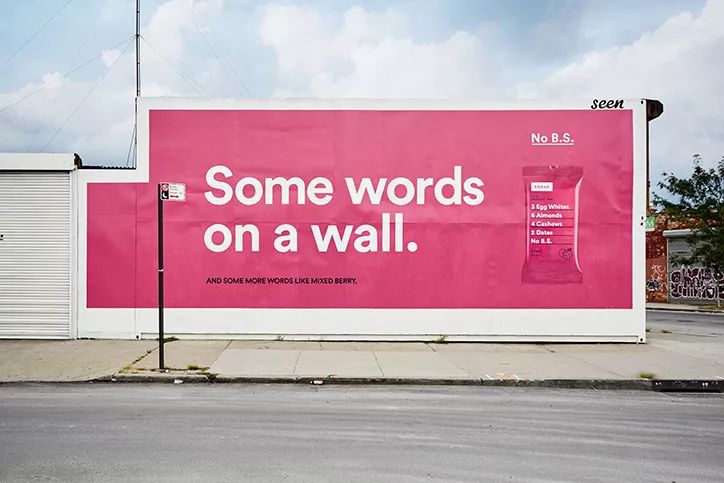 seen
No B.S.
Some words
on a wall.
AND SOME MORE WORDS LIKE MIXED BERRY.
RXBAR
3 Egg Whites
6 Almonds
4 Cashews
2 Dates
No B.S.